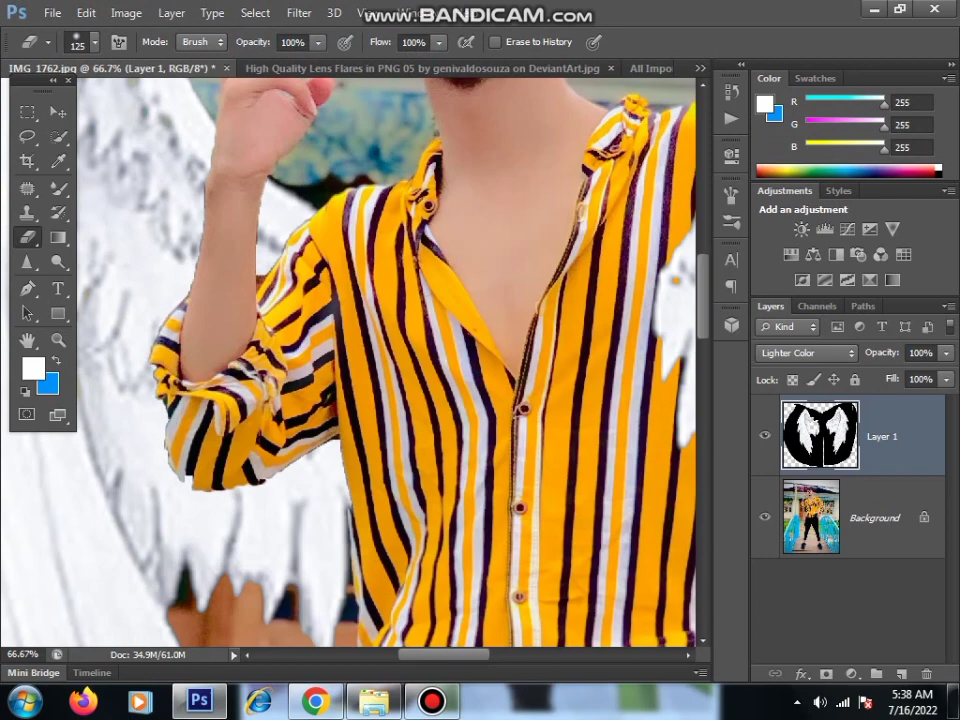 Ps File Edit Image Layer Type Select Filter 3D
www.BANDICAM.com
125 Mode: Brush Opacity: 100% Flow: 100% Erase to History
IMG_1762.jpg @ 66.7% (Layer 1, RGB/8*) * × High Quality Lens Flares in PNG 05 by genivaldosouza on DeviantArt.jpg × All Impo
Color Swatches
R 255
G 255
B 255
Adjustments Styles
Add an adjustment
Layers Channels Paths
Kind
Lighter Color Opacity: 100%
Lock: Fill: 100%
Layer 1
Background
66.67% Doc: 34.9M/61.0M
Mini Bridge Timeline
Ps
5:38 AM
7/16/2022